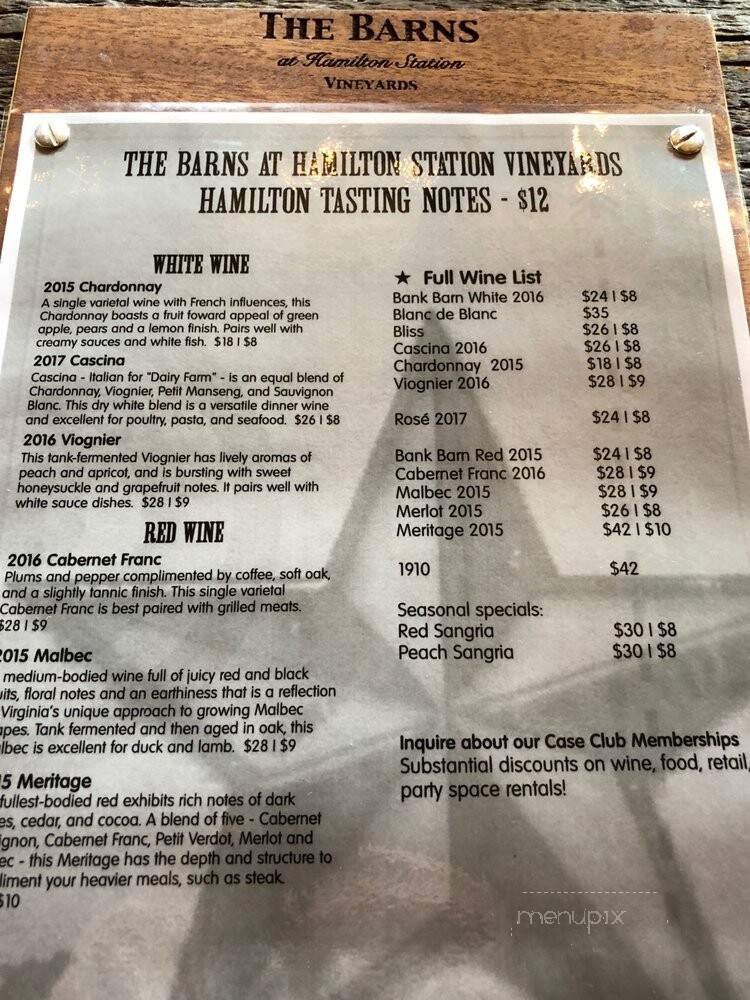 THE BARNS
at Hamilton Station
VINEYARDS
THE BARNS AT HAMILTON STATION VINEYARDS
HAMILTON TASTING NOTES - $12
WHITE WINE
2015 Chardonnay
A single varietal wine with French influences, this
Chardonnay boasts a fruit foward appeal of green
apple, pears and a lemon finish. Pairs well with
creamy sauces and white fish. $18 | $8
2017 Cascina
Cascina - Italian for "Dairy Farm" - is an equal blend of
Chardonnay, Viognier, Petit Manseng, and Sauvignon
Blanc. This dry white blend is a versatile dinner wine
and excellent for poultry, pasta, and seafood. $26 | $8
2016 Viognier
This tank-fermented Viognier has lively aromas of
peach and apricot, and is bursting with sweet
honeysuckle and grapefruit notes. It pairs well with
white sauce dishes. $28 | $9
RED WINE
2016 Cabernet Franc
Plums and pepper complimented by coffee, soft oak,
and a slightly tannic finish. This single varietal
Cabernet Franc is best paired with grilled meats.
$28 | $9
2015 Malbec
medium-bodied wine full of juicy red and black
uits, floral notes and an earthiness that is a reflection
Virginia's unique approach to growing Malbec
apes. Tank fermented and then aged in oak, this
lbec is excellent for duck and lamb. $28 | $9
5 Meritage
fullest-bodied red exhibits rich notes of dark
es, cedar, and cocoa. A blend of five - Cabernet
ignon, Cabernet Franc, Petit Verdot, Merlot and
ec - this Meritage has the depth and structure to
liment your heavier meals, such as steak.
$10
★ Full Wine List
Bank Barn White 2016 $24 | $8
Blanc de Blanc $35
Bliss $26 | $8
Cascina 2016 $26 | $8
Chardonnay 2015 $18 | $8
Viognier 2016 $28 | $9
Rosé 2017 $24 | $8
Bank Barn Red 2015 $24 | $8
Cabernet Franc 2016 $28 | $9
Malbec 2015 $28 | $9
Merlot 2015 $26 | $8
Meritage 2015 $42 | $10
1910 $42
Seasonal specials:
Red Sangria $30 | $8
Peach Sangria $30 | $8
Inquire about our Case Club Memberships
Substantial discounts on wine, food, retail,
party space rentals!
menupix